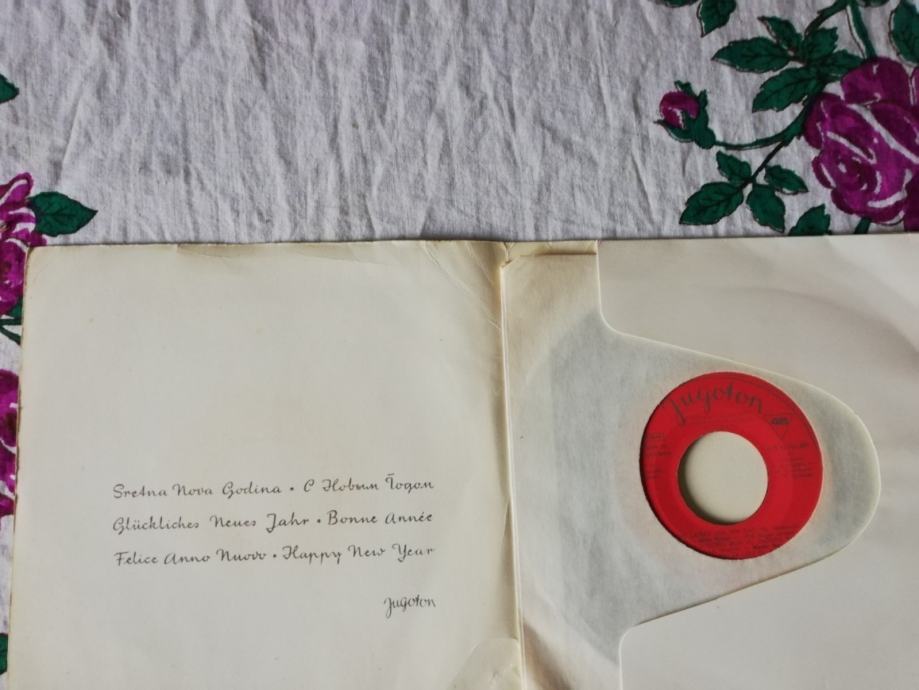 Sretna Nova Godina • С Новим Годом
Glückliches Neues Jahr • Bonne Année
Felice Anno Nuovo • Happy New Year
Jugoton
Jugoton